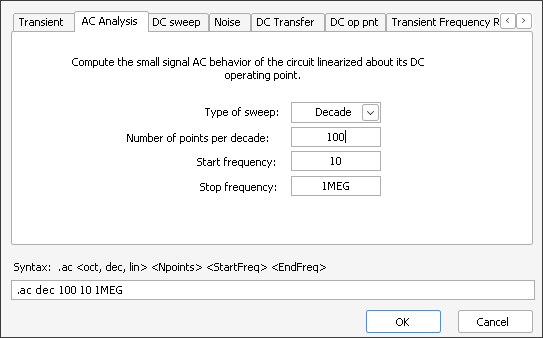 Transient AC Analysis DC sweep Noise DC Transfer DC op pnt Transient Frequency R
Compute the small signal AC behavior of the circuit linearized about its DC
operating point.
Type of sweep: Decade
Number of points per decade: 100
Start frequency: 10
Stop frequency: 1MEG
Syntax: .ac <oct, dec, lin> <Npoints> <StartFreq> <EndFreq>
.ac dec 100 10 1MEG
OK Cancel